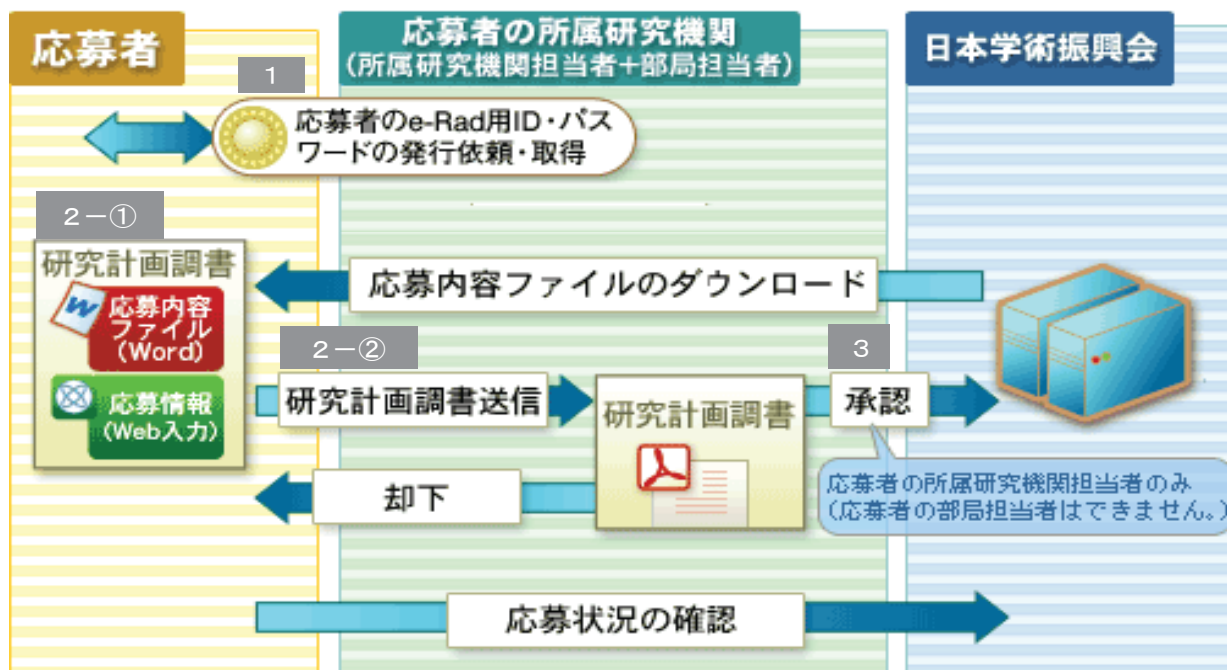 応募者
応募者の所属研究機関
(所属研究機関担当者+部局担当者)
日本学術振興会
1
応募者のe-Rad用ID・パス
ワードの発行依頼・取得
2－①
研究計画調書
W
応募内容
ファイル
(Word)
応募情報
(Web入力)
応募内容ファイルのダウンロード
2－②
研究計画調書送信
研究計画調書
3
承認
応募者の所属研究機関担当者のみ
(応募者の部局担当者はできません。)
却下
応募状況の確認